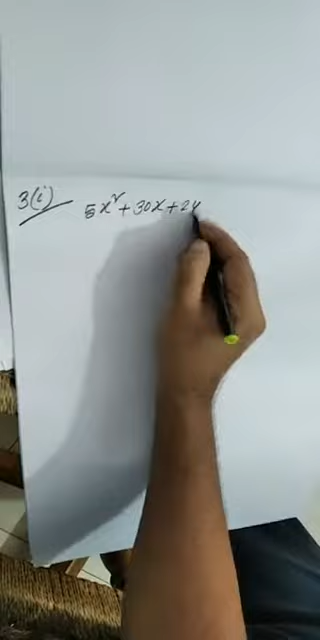 3(i) 5x² + 30x + 24